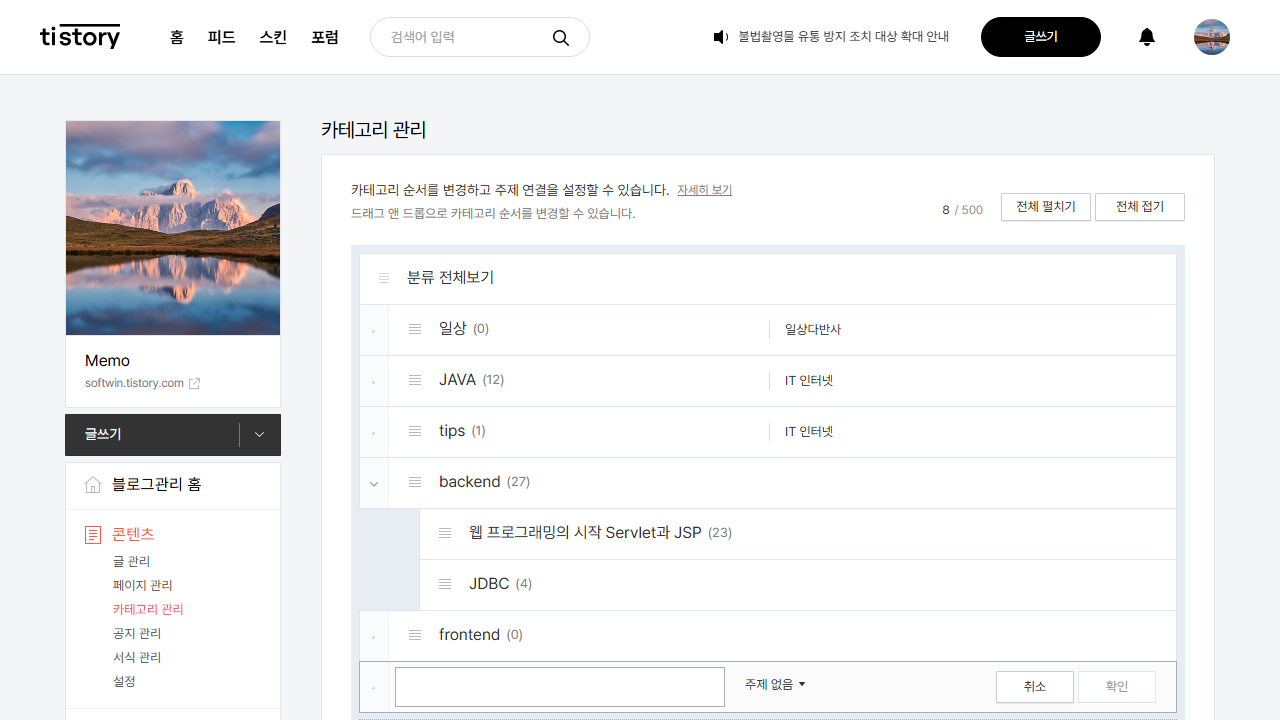 tistory 홈 피드 스킨 포럼 검색어 입력 불법촬영물 유통 방지 조치 대상 확대 안내 글쓰기
카테고리 관리
카테고리 순서를 변경하고 주제 연결을 설정할 수 있습니다. 자세히 보기
드래그 앤 드롭으로 카테고리 순서를 변경할 수 있습니다.
8 / 500 전체 펼치기 전체 접기
분류 전체보기
일상 (0) 일상다반사
JAVA (12) IT 인터넷
tips (1) IT 인터넷
backend (27)
웹 프로그래밍의 시작 Servlet과 JSP (23)
JDBC (4)
frontend (0)
주제 없음 취소 확인
Memo
softwin.tistory.com
글쓰기
블로그관리 홈
콘텐츠
글 관리
페이지 관리
카테고리 관리
공지 관리
서식 관리
설정